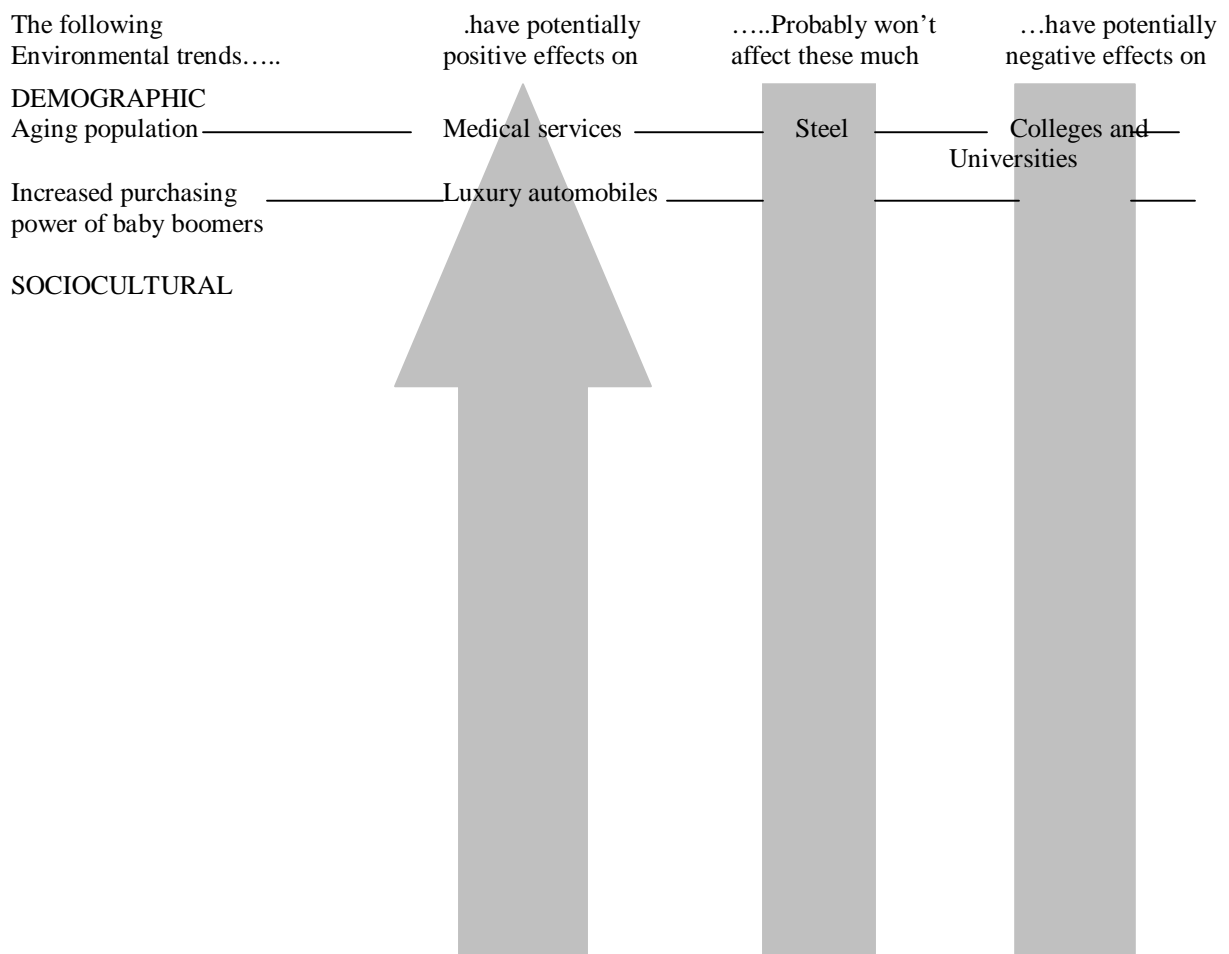 The following .have potentially …..Probably won’t …have potentially
Environmental trends….. positive effects on affect these much negative effects on
DEMOGRAPHIC
Aging population Medical services Steel Colleges and
Universities
Increased purchasing Luxury automobiles
power of baby boomers
SOCIOCULTURAL